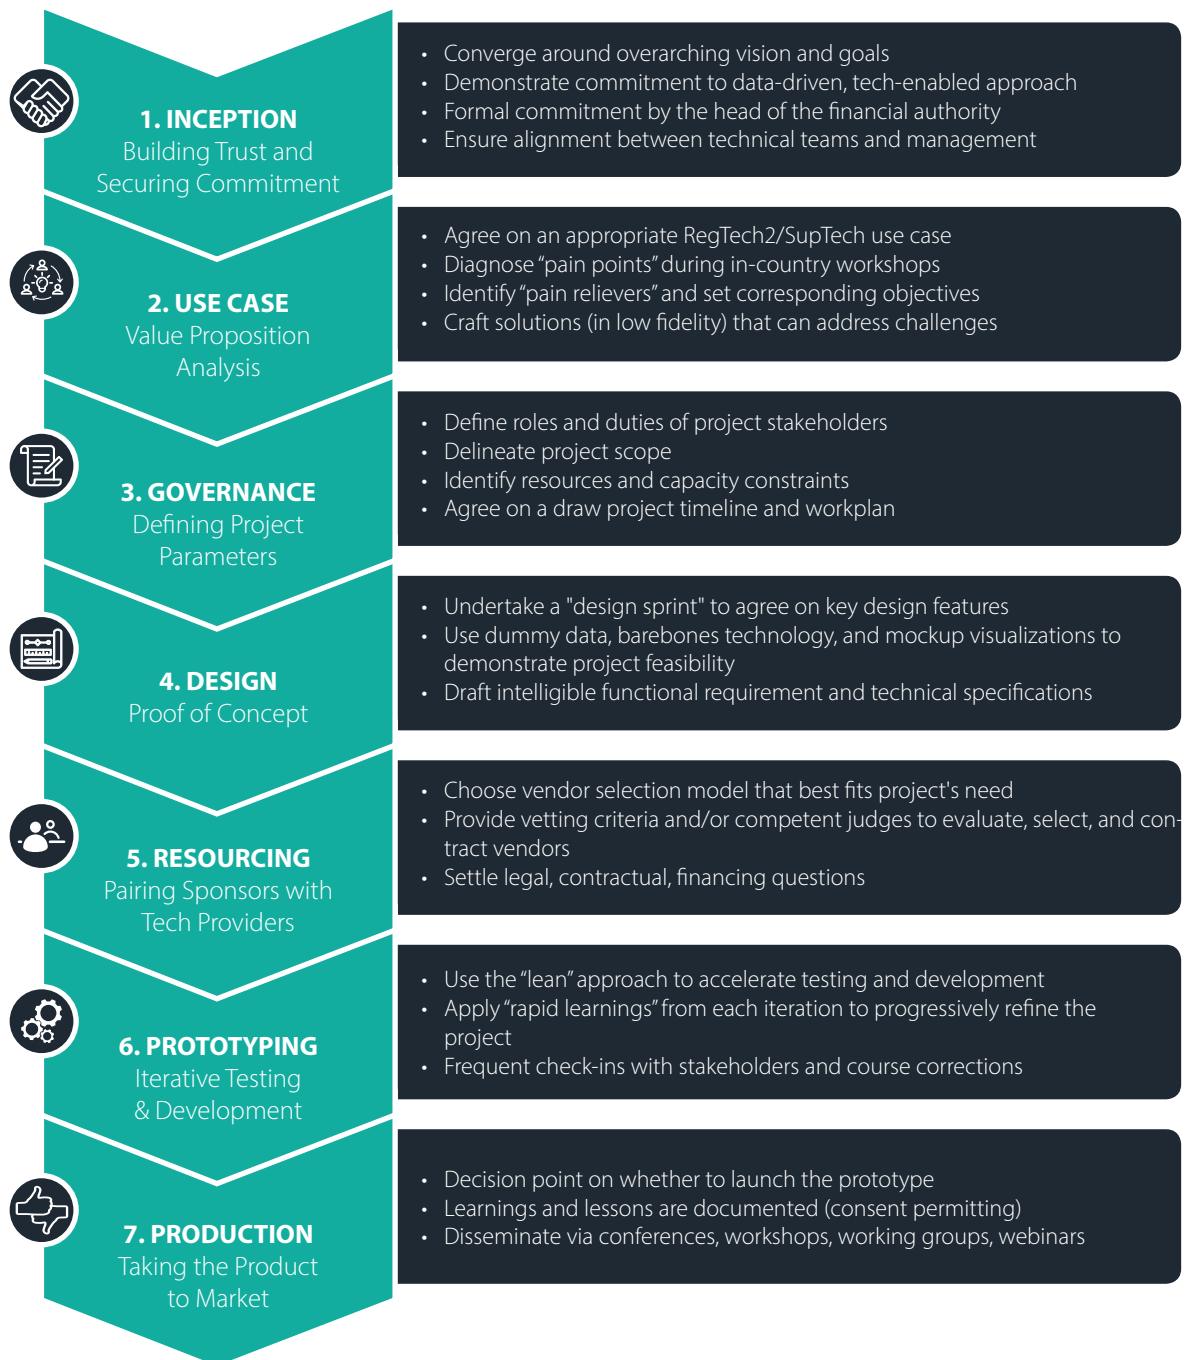 1. INCEPTION
Building Trust and
Securing Commitment
• Converge around overarching vision and goals
• Demonstrate commitment to data-driven, tech-enabled approach
• Formal commitment by the head of the financial authority
• Ensure alignment between technical teams and management
2. USE CASE
Value Proposition
Analysis
• Agree on an appropriate RegTech2/SupTech use case
• Diagnose “pain points” during in-country workshops
• Identify “pain relievers” and set corresponding objectives
• Craft solutions (in low fidelity) that can address challenges
3. GOVERNANCE
Defining Project
Parameters
• Define roles and duties of project stakeholders
• Delineate project scope
• Identify resources and capacity constraints
• Agree on a draw project timeline and workplan
4. DESIGN
Proof of Concept
• Undertake a "design sprint" to agree on key design features
• Use dummy data, barebones technology, and mockup visualizations to
demonstrate project feasibility
• Draft intelligible functional requirement and technical specifications
5. RESOURCING
Pairing Sponsors with
Tech Providers
• Choose vendor selection model that best fits project's need
• Provide vetting criteria and/or competent judges to evaluate, select, and con-
tract vendors
• Settle legal, contractual, financing questions
6. PROTOTYPING
Iterative Testing
& Development
• Use the “lean” approach to accelerate testing and development
• Apply “rapid learnings” from each iteration to progressively refine the
project
• Frequent check-ins with stakeholders and course corrections
7. PRODUCTION
Taking the Product
to Market
• Decision point on whether to launch the prototype
• Learnings and lessons are documented (consent permitting)
• Disseminate via conferences, workshops, working groups, webinars